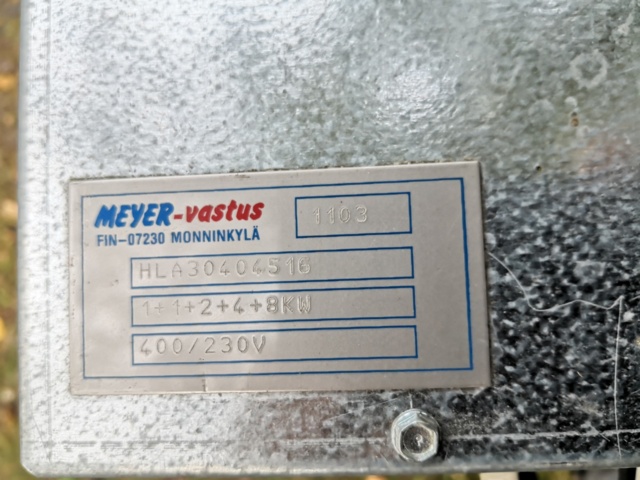 MEYER-vastus
1103
FIN-07230 MONNINKYLÄ
HLA30404516
1+1+2+4+8KW
400/230V